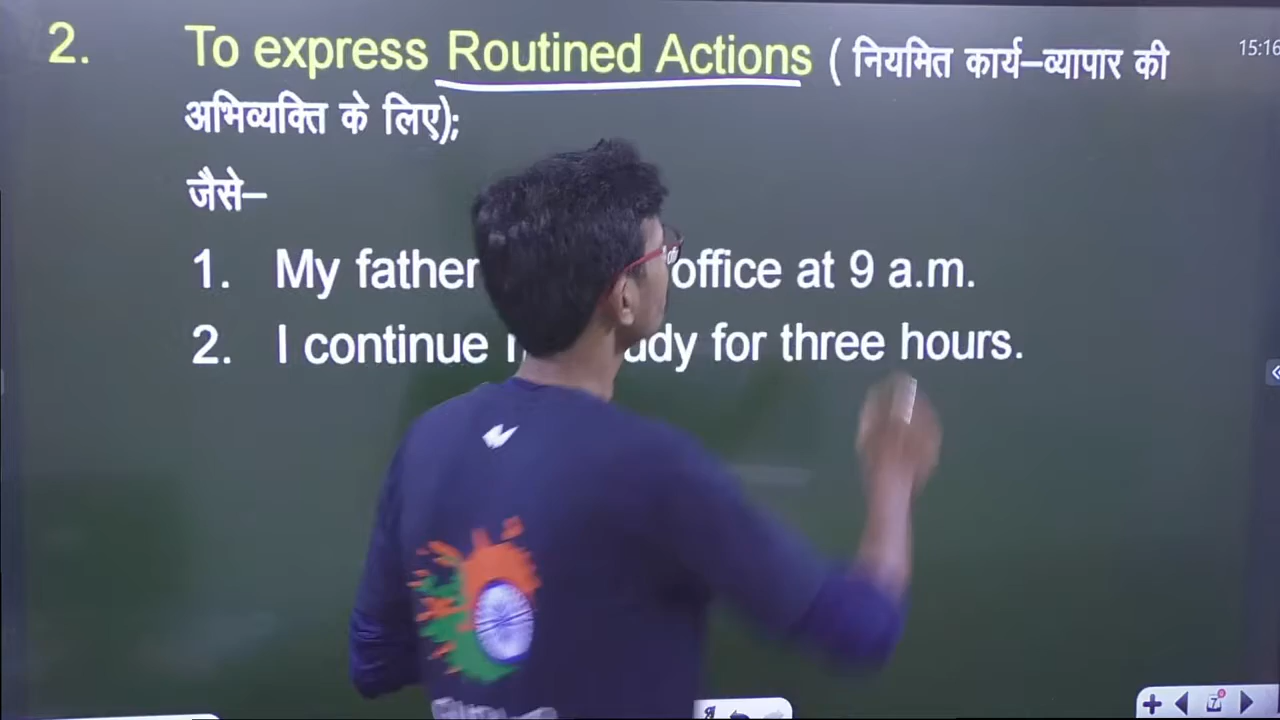 2. To express Routined Actions ( नियमित कार्य–व्यापार की
अभिव्यक्ति के लिए);
जैसे–
1. My father office at 9 a.m.
2. I continue for three hours.
15:16